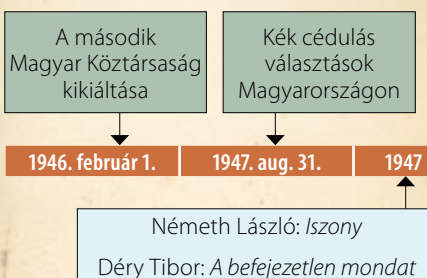 A második
Magyar Köztársaság
kikiáltása
Kék cédulás
választások
Magyarországon
1946. február 1.
1947. aug. 31.
1947
Németh László: Iszony
Déry Tibor: A befejezetlen mondat